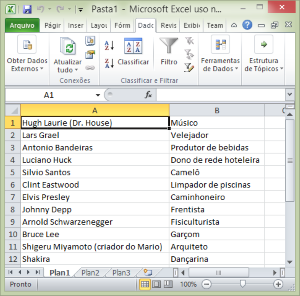 Pasta1 - Microsoft Excel uso n...
Arquivo Págir Inser Layou Fórm Dado Revis
Obter Dados Externos
Atualizar tudo
Classificar
Filtro
Ferramentas de Dados
Estrutura de Tópicos
Conexões
Classificar e Filtrar
A1
fx
A B C
1 Hugh Laurie (Dr. House) Músico
2 Lars Grael Velejador
3 Antonio Bandeiras Produtor de bebidas
4 Luciano Huck Dono de rede hoteleira
5 Silvio Santos Camelô
6 Clint Eastwood Limpador de piscinas
7 Elvis Presley Caminhoneiro
8 Johnny Depp Frentista
9 Arnold Schwarzenegger Fisiculturista
10 Bruce Lee Garçom
11 Shigeru Miyamoto (criador do Mario) Arquiteto
12 Shakira Dançarina
Plan1 Plan2 Plan3
Pronto 100%